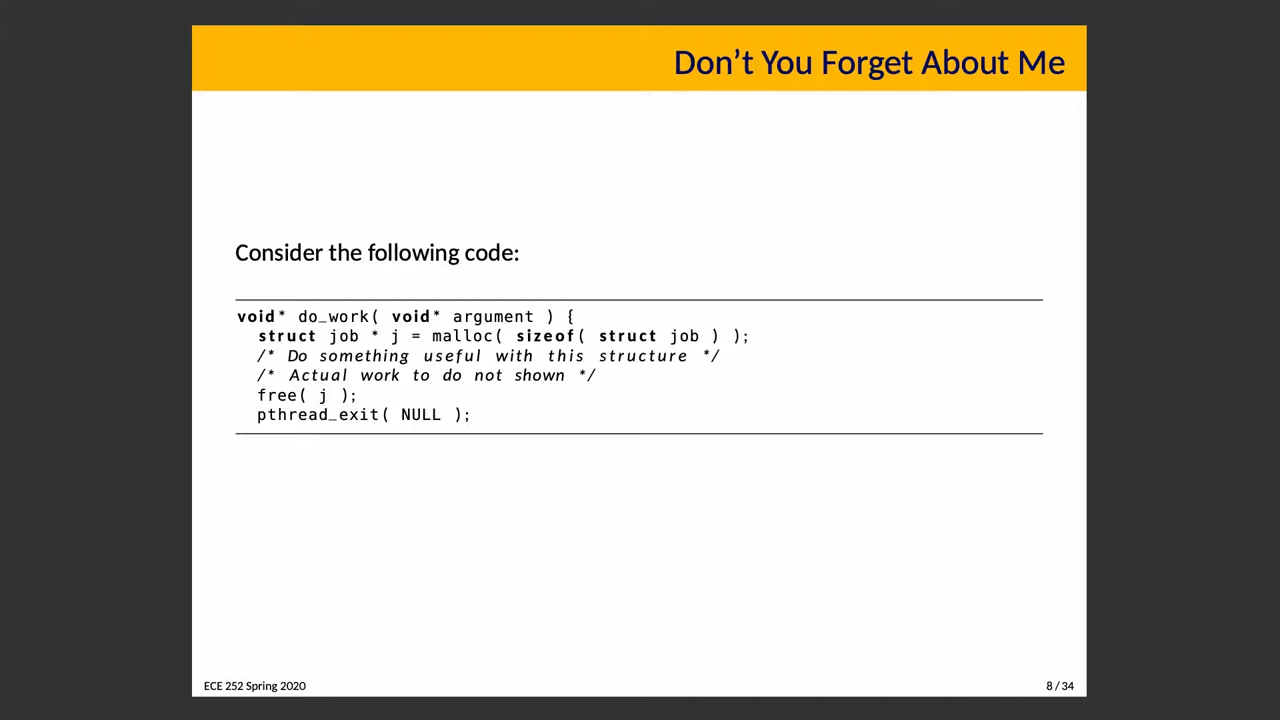 Don't You Forget About Me
Consider the following code:
void* do_work( void* argument ) {
struct job * j = malloc( sizeof( struct job ) );
/* Do something useful with this structure */
/* Actual work to do not shown */
free( j );
pthread_exit( NULL );
ECE 252 Spring 2020
8 / 34